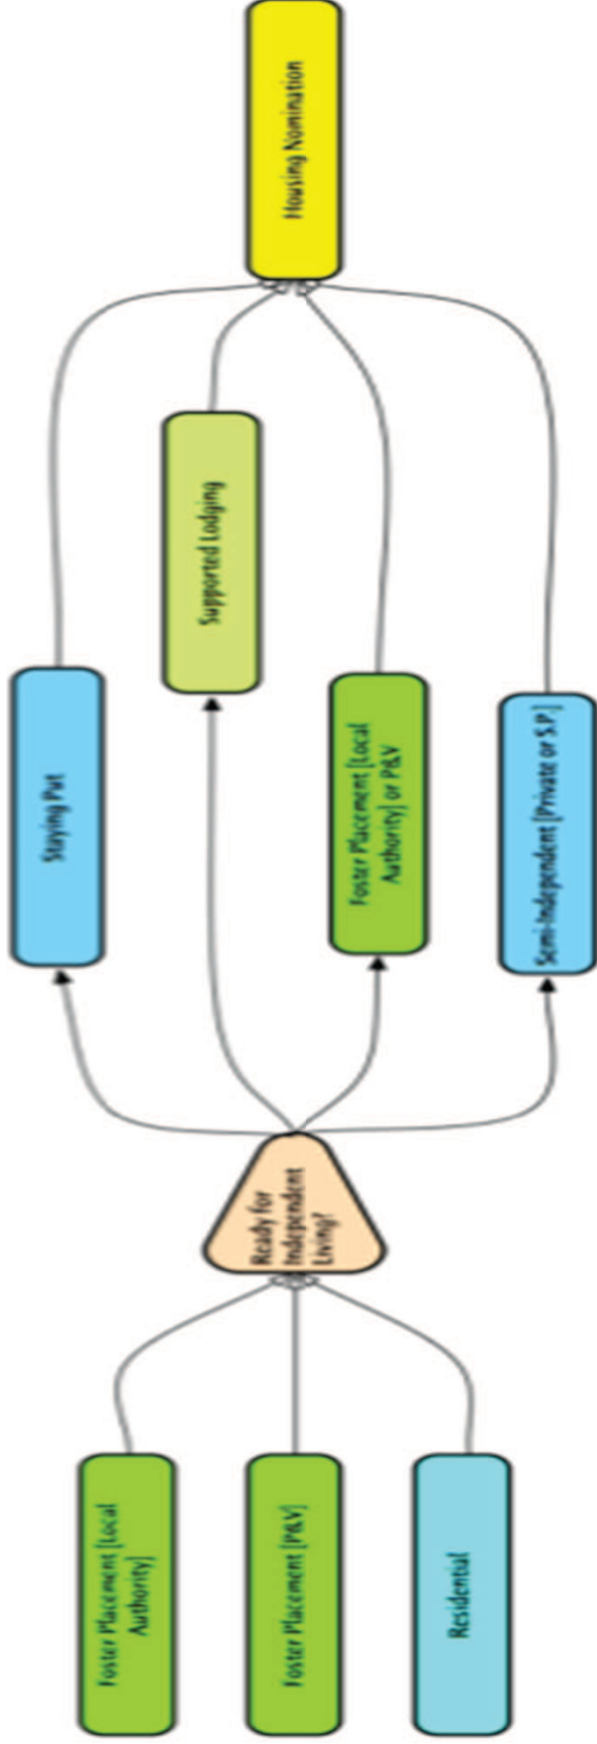 Foster Placement [Local
Authority]
Foster Placement [P&V]
Residential
Ready for
Independent
Living?
Staying Put
Supported Lodging
Foster Placement [Local
Authority] or P&V
Semi-Independent [Private or S.P.]
Housing Nomination